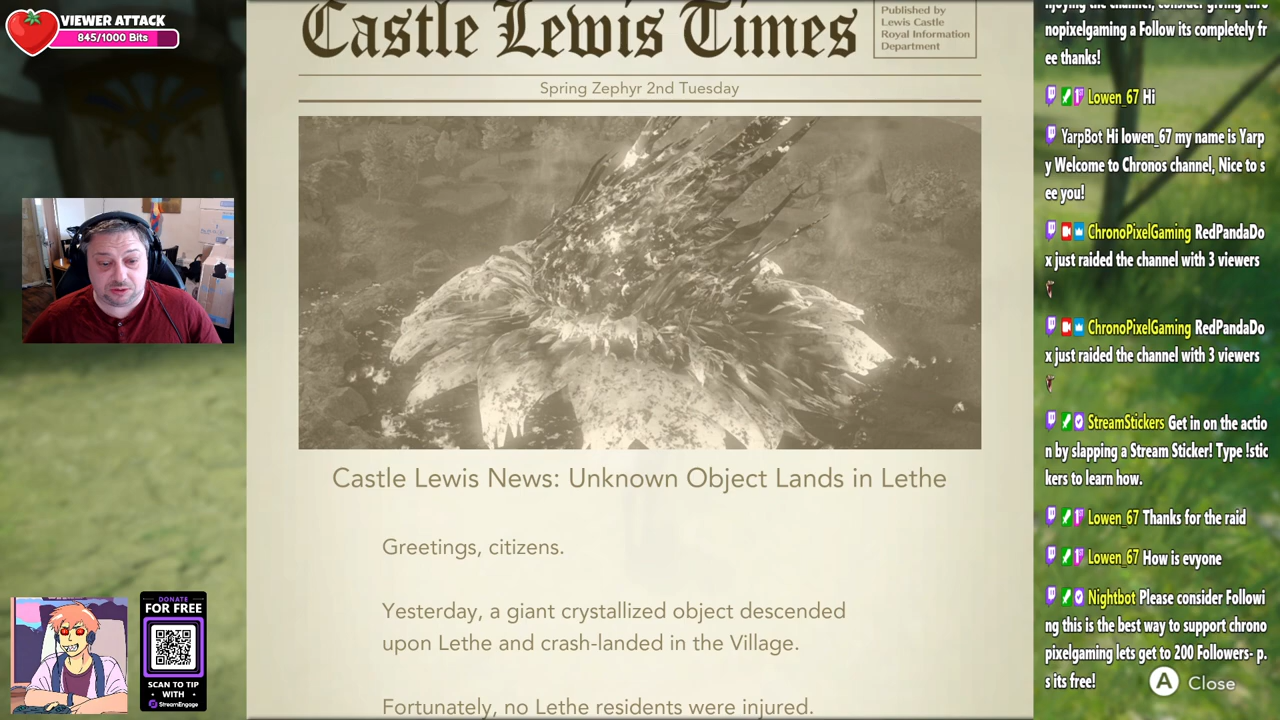 VIEWER ATTACK
845/1000 Bits
Castle Lewis Times
Published by
Lewis Castle
Royal Information
Department
Spring Zephyr 2nd Tuesday
Castle Lewis News: Unknown Object Lands in Lethe
Greetings, citizens.
Yesterday, a giant crystallized object descended
upon Lethe and crash-landed in the Village.
Fortunately, no Lethe residents were injured.
DONATE
FOR FREE
SCAN TO TIP
WITH
StreamEngage
njoying the channel, consider giving chro
nopixelgaming a Follow its completely fr
ee thanks!
Lowen_67 Hi
YarpBot Hi lowen_67 my name is Yarp
y Welcome to Chronos channel, Nice to s
ee you!
ChronoPixelGaming RedPandaDo
x just raided the channel with 3 viewers
ChronoPixelGaming RedPandaDo
x just raided the channel with 3 viewers
StreamStickers Get in on the actio
n by slapping a Stream Sticker! Type !stic
kers to learn how.
Lowen_67 Thanks for the raid
Lowen_67 How is evyone
Nightbot Please consider Followi
ng this is the best way to support chrono
pixelgaming lets get to 200 Followers- p.
s its free!
A Close